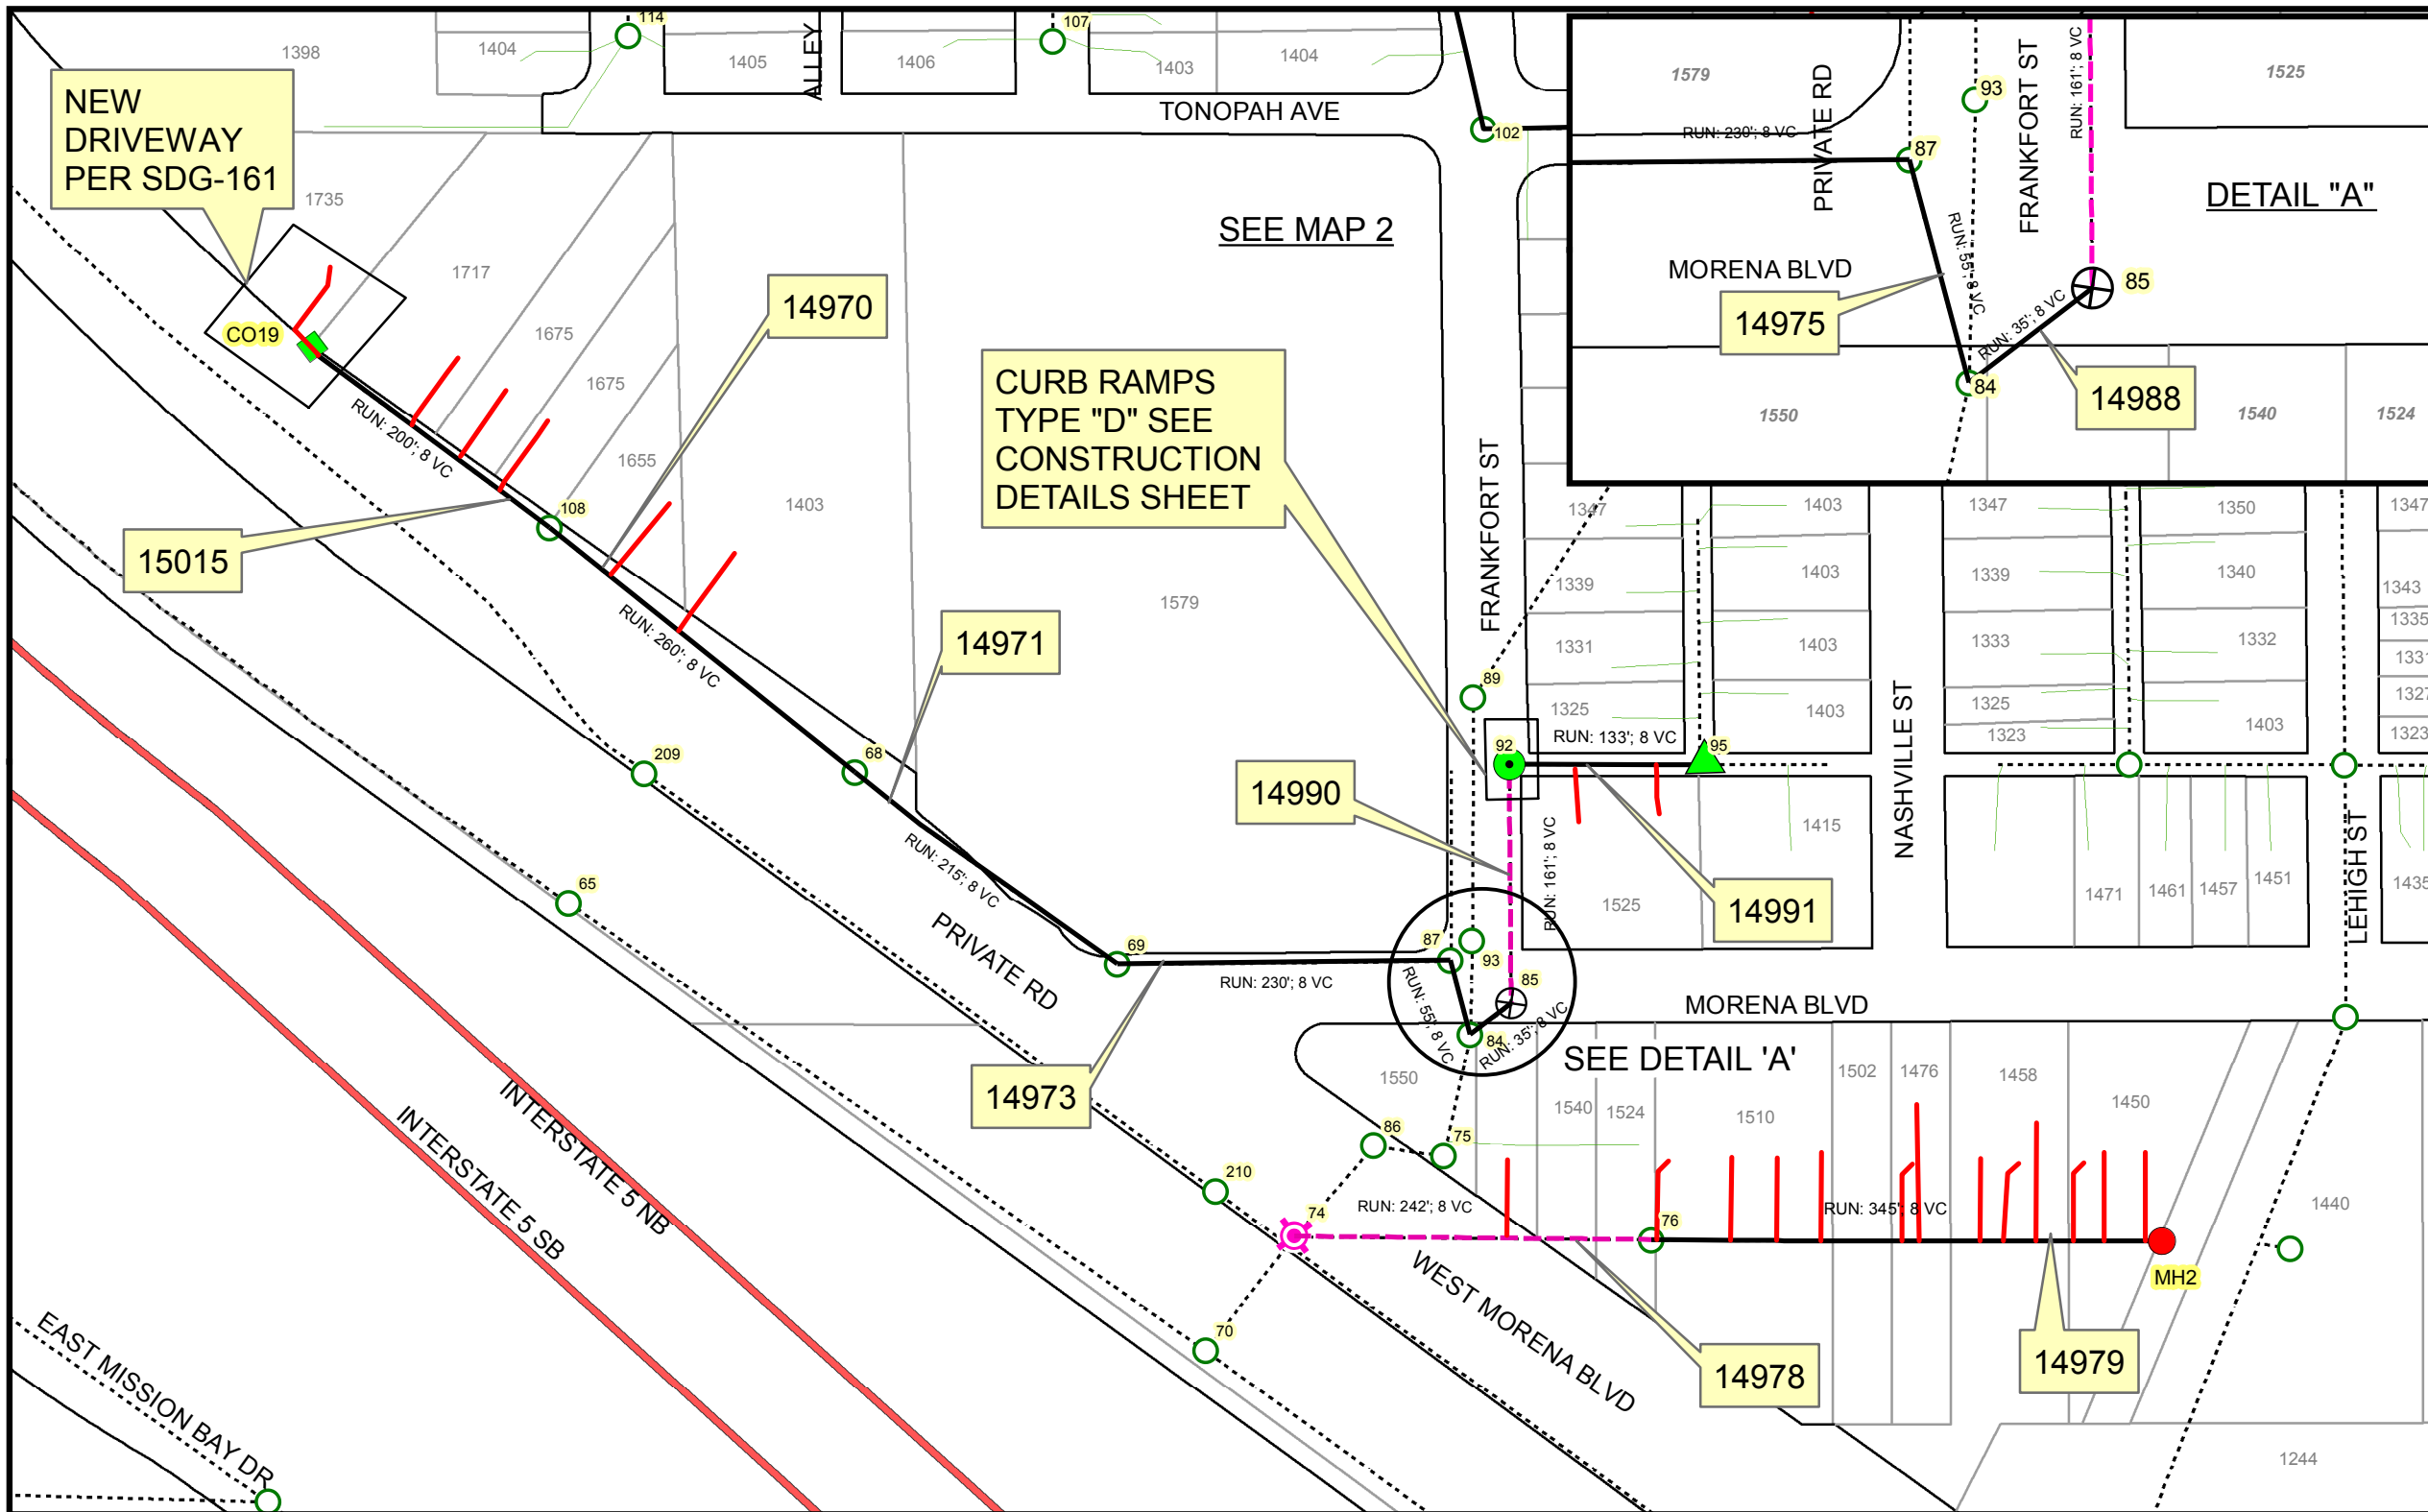 114
107
1398
1404
1405
ALLEY
1406
1403
1404
TONOPAH AVE
102
NEW
DRIVEWAY
PER SDG-161
1735
1717
1675
1675
1655
1403
CO19
14970
SEE MAP 2
RUN: 200'; 8 VC
108
15015
CURB RAMPS
TYPE "D" SEE
CONSTRUCTION
DETAILS SHEET
FRANKFORT ST
1579
RUN: 260'; 8 VC
14971
68
209
65
RUN: 215'; 8 VC
PRIVATE RD
69
RUN: 230'; 8 VC
14973
1579
PRIVATE RD
93
FRANKFORT ST
RUN: 161'; 8 VC
1525
RUN: 230'; 8 VC
87
DETAIL "A"
MORENA BLVD
RUN: 55'; 8 VC
85
14975
RUN: 35'; 8 VC
84
14988
1550
1540
1524
1347
1403
1347
1350
1347
1339
1403
1339
1340
1343
1335
1331
1403
1333
1332
1331
1327
1325
1403
1325
1403
1323
1323
89
92
RUN: 133'; 8 VC
95
NASHVILLE ST
14990
RUN: 161'; 8 VC
1415
1525
14991
1471
1461
1457
1451
LEHIGH ST
1435
87
93
85
RUN: 55'; 8 VC
84
RUN: 35'; 8 VC
MORENA BLVD
SEE DETAIL 'A'
1550
1540
1524
1510
1502
1476
1458
1450
1440
86
75
210
74
RUN: 242'; 8 VC
76
RUN: 345'; 8 VC
MH2
70
WEST MORENA BLVD
14978
14979
1244
INTERSTATE 5 NB
INTERSTATE 5 SB
EAST MISSION BAY DR